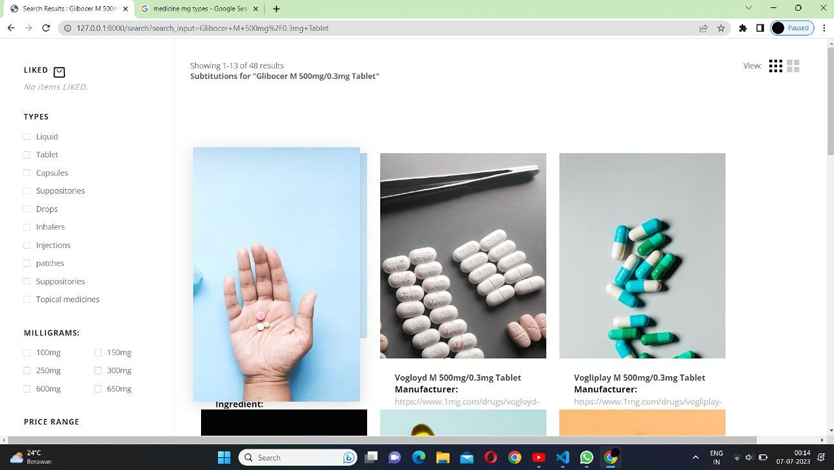 Search Results : Glibocer M 500m
medicine mg types - Google Sea
127.0.0.1:8000/search?search_input=Glibocer+M+500mg%2F0.3mg+Tablet
Paused
LIKED
No items LIKED.
TYPES
Liquid
Tablet
Capsules
Suppositories
Drops
Inhalers
Injections
patches
Suppositories
Topical medicines
MILLIGRAMS:
100mg 150mg
250mg 300mg
600mg 650mg
PRICE RANGE
Showing 1-13 of 48 results
Subtitutions for "Glibocer M 500mg/0.3mg Tablet"
View:
Ingredient:
Vogloyd M 500mg/0.3mg Tablet
Manufacturer:
https://www.1mg.com/drugs/vogloyd-
Vogliplay M 500mg/0.3mg Tablet
Manufacturer:
https://www.1mg.com/drugs/vogliplay-
24°C
Berawan
Search
ENG
IN
00:14
07-07-2023